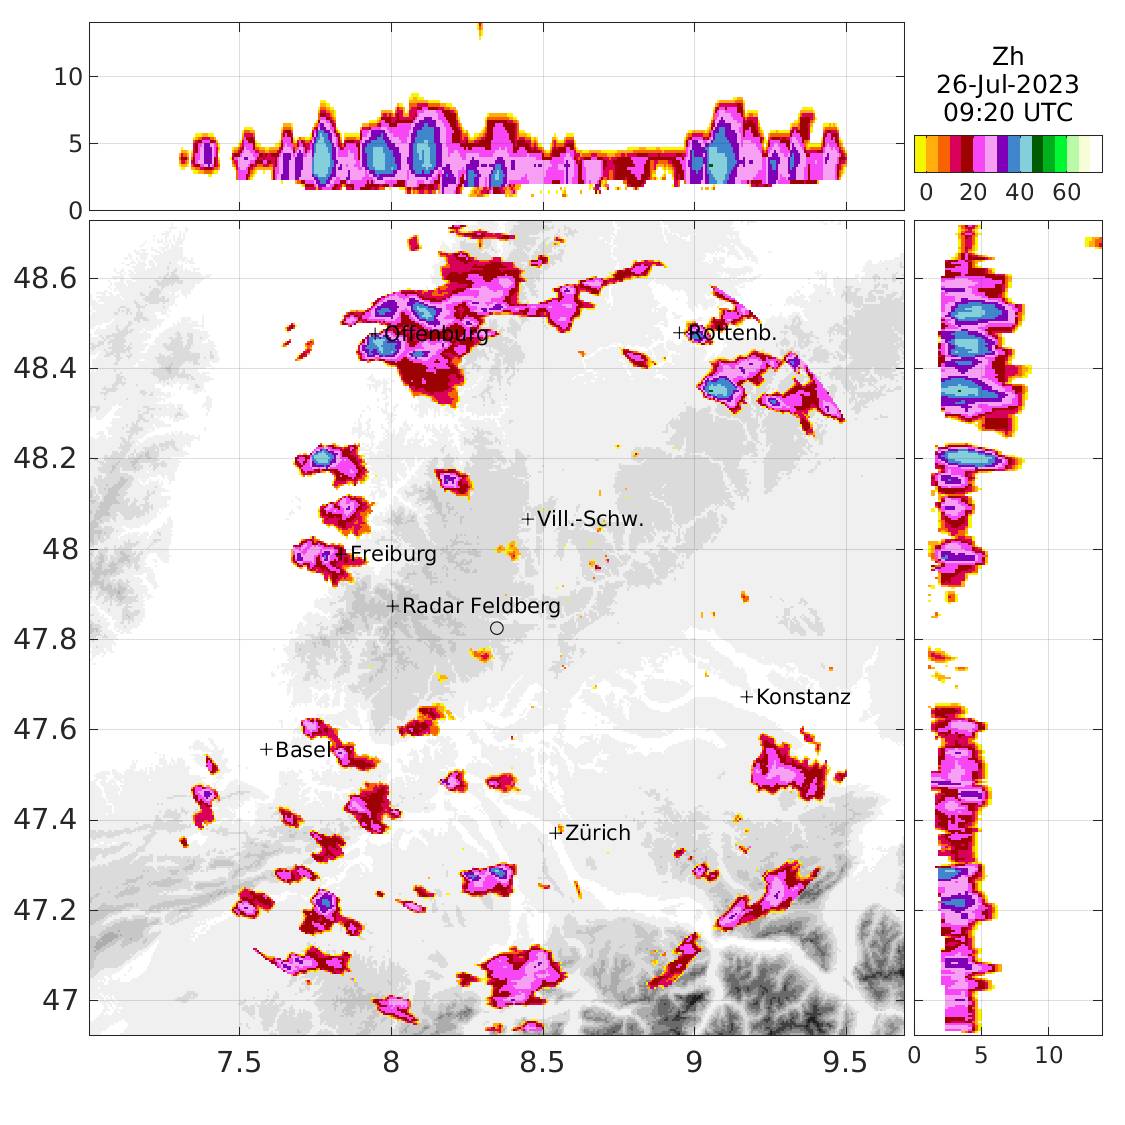 10
5
0
Zh
26-Jul-2023
09:20 UTC
0 20 40 60
48.6
48.4
48.2
48
47.8
47.6
47.4
47.2
47
Offenburg
Rottenb.
Vill.-Schw.
Freiburg
Radar Feldberg
Konstanz
Basel
Zürich
7.5 8 8.5 9 9.5
0 5 10